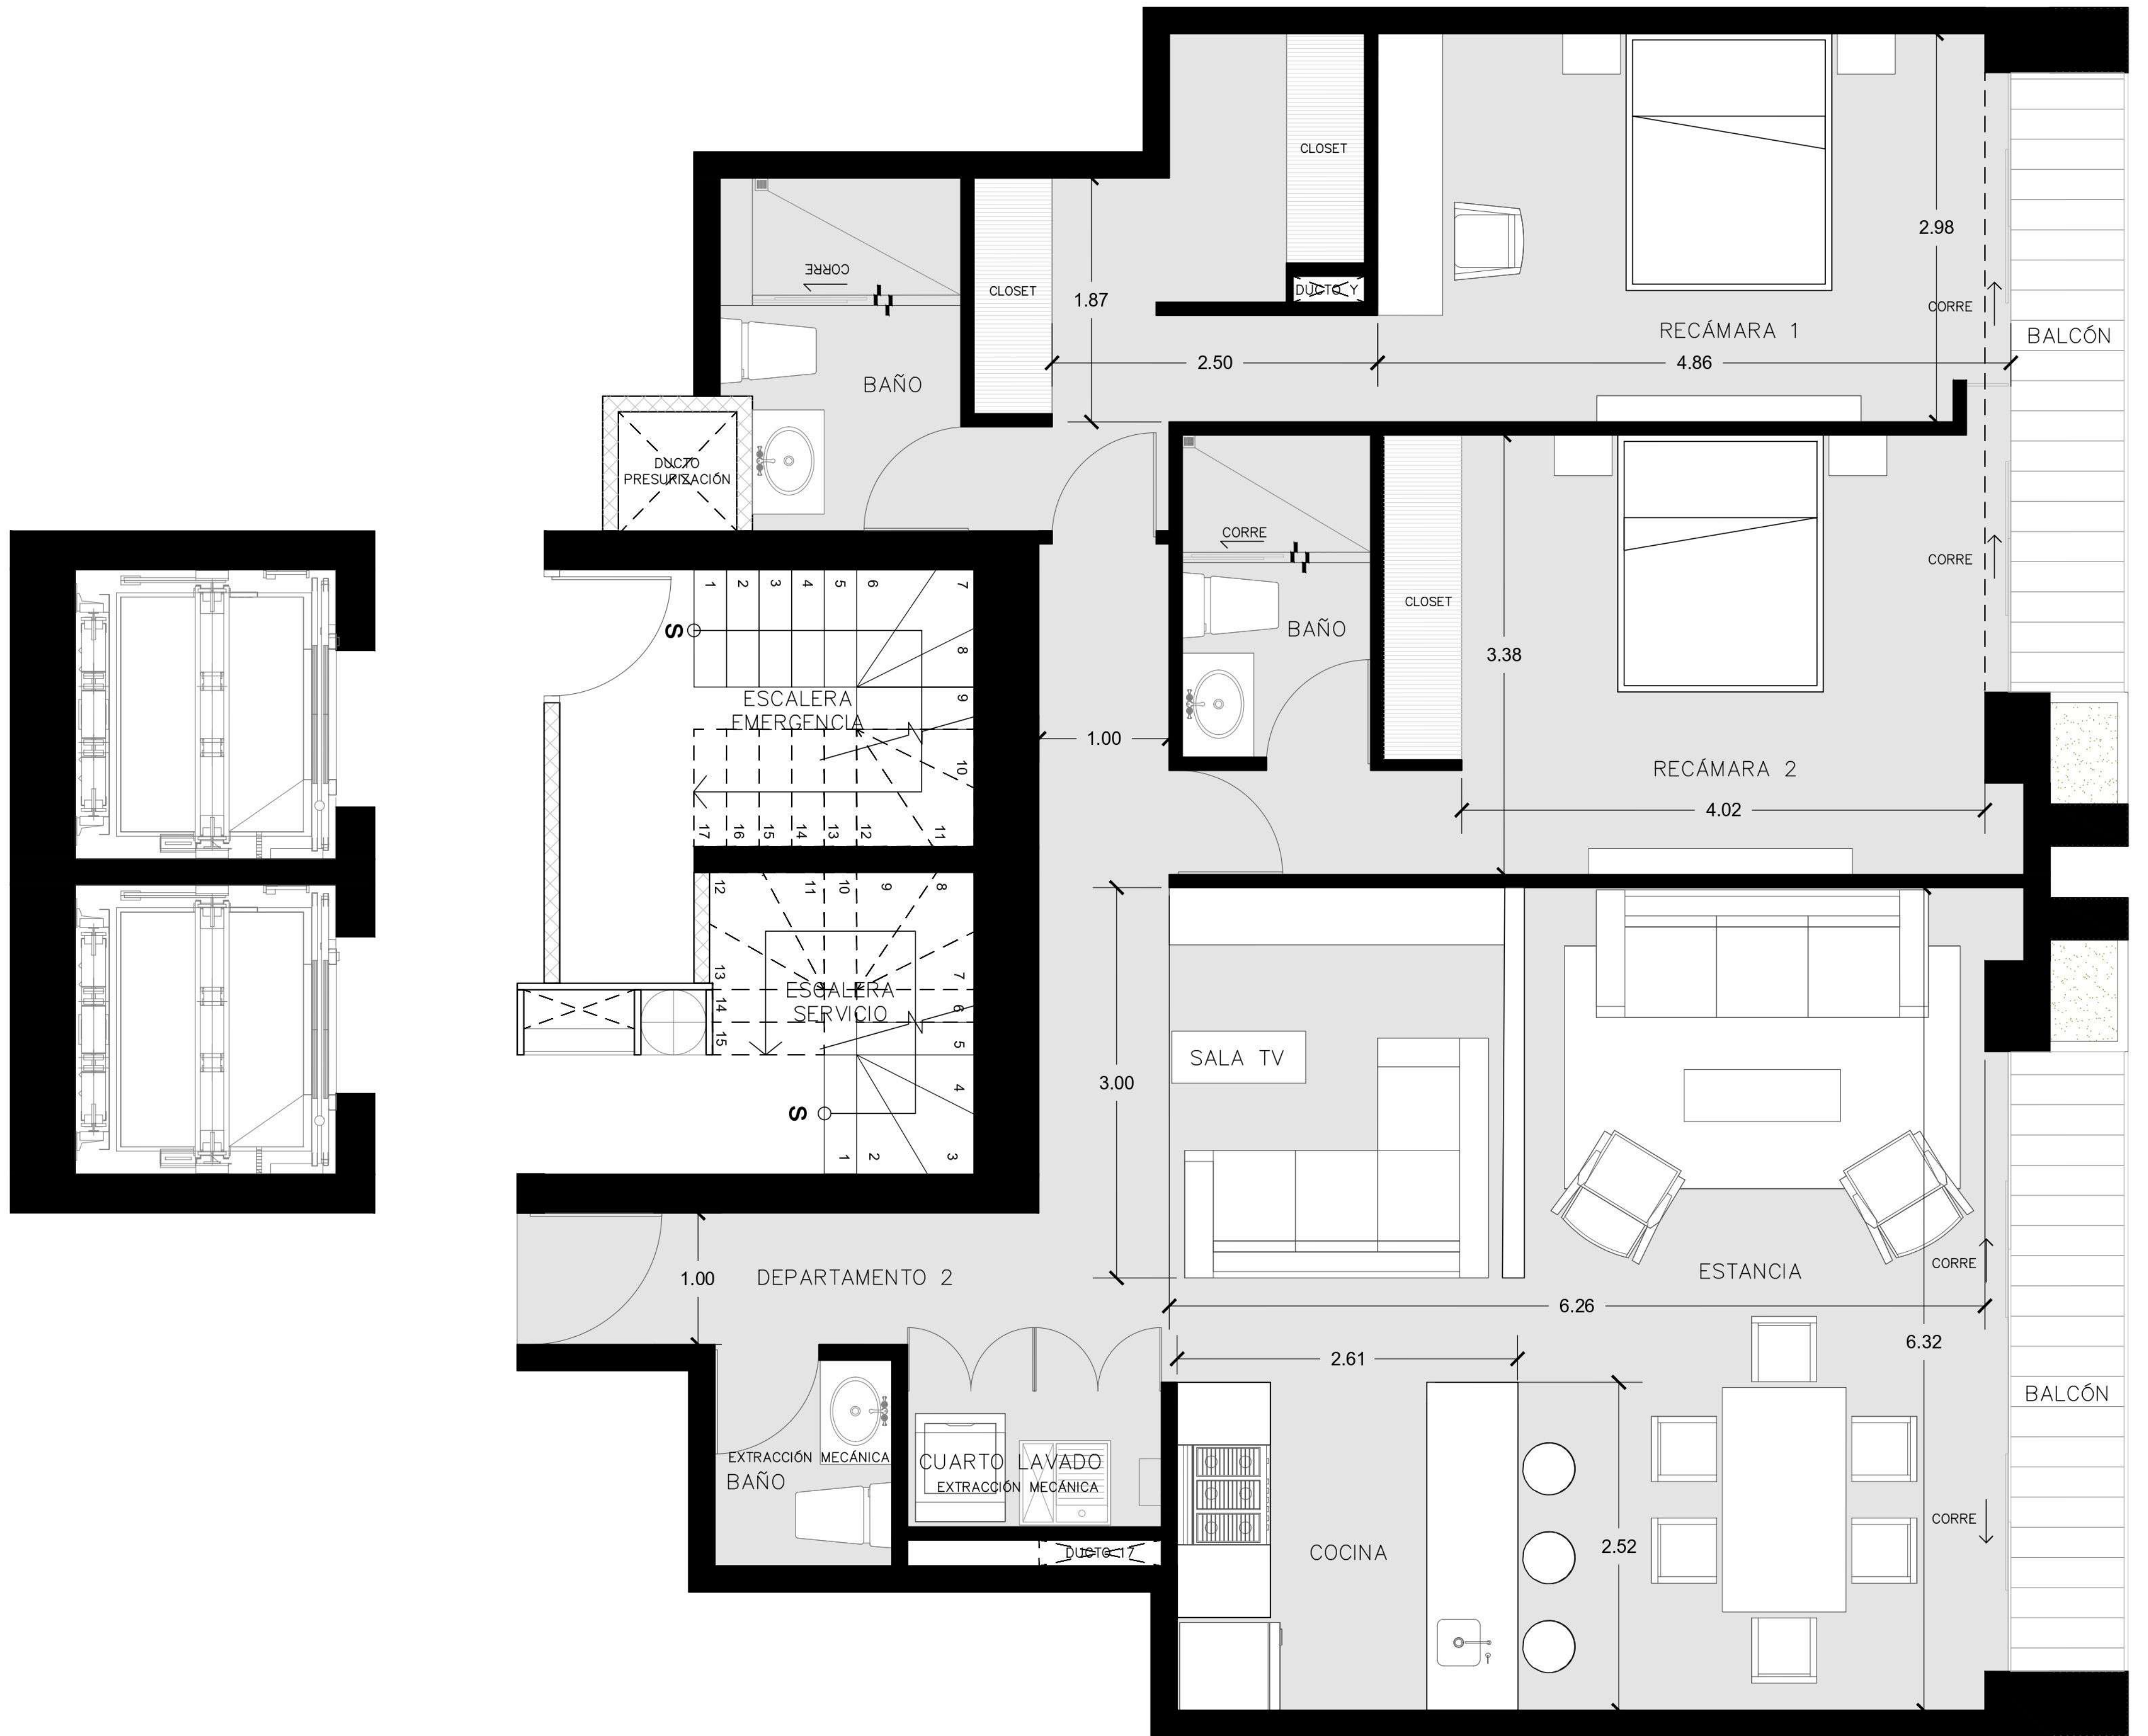 CLOSET
2.98
CORRE
CLOSET
1.87
DUCTO Y
CORRE
RECÁMARA 1
BALCÓN
2.50
4.86
BAÑO
DUCTO
PRESURIZACIÓN
CORRE
CORRE
CLOSET
1
2
3
4
5
6
7
S
BAÑO
8
3.38
ESCALERA
EMERGENCIA
9
1.00
10
RECÁMARA 2
4.02
17
16
15
14
13
12
11
12
11
10
9
8
13
7
ESCALERA
SERVICIO
14
6
15
5
SALA TV
4
3.00
S
1
2
3
1.00
DEPARTAMENTO 2
ESTANCIA
CORRE
6.26
6.32
2.61
BALCÓN
EXTRACCIÓN MECÁNICA
BAÑO
CUARTO LAVADO
EXTRACCIÓN MECÁNICA
CORRE
DUCTO 17
COCINA
2.52